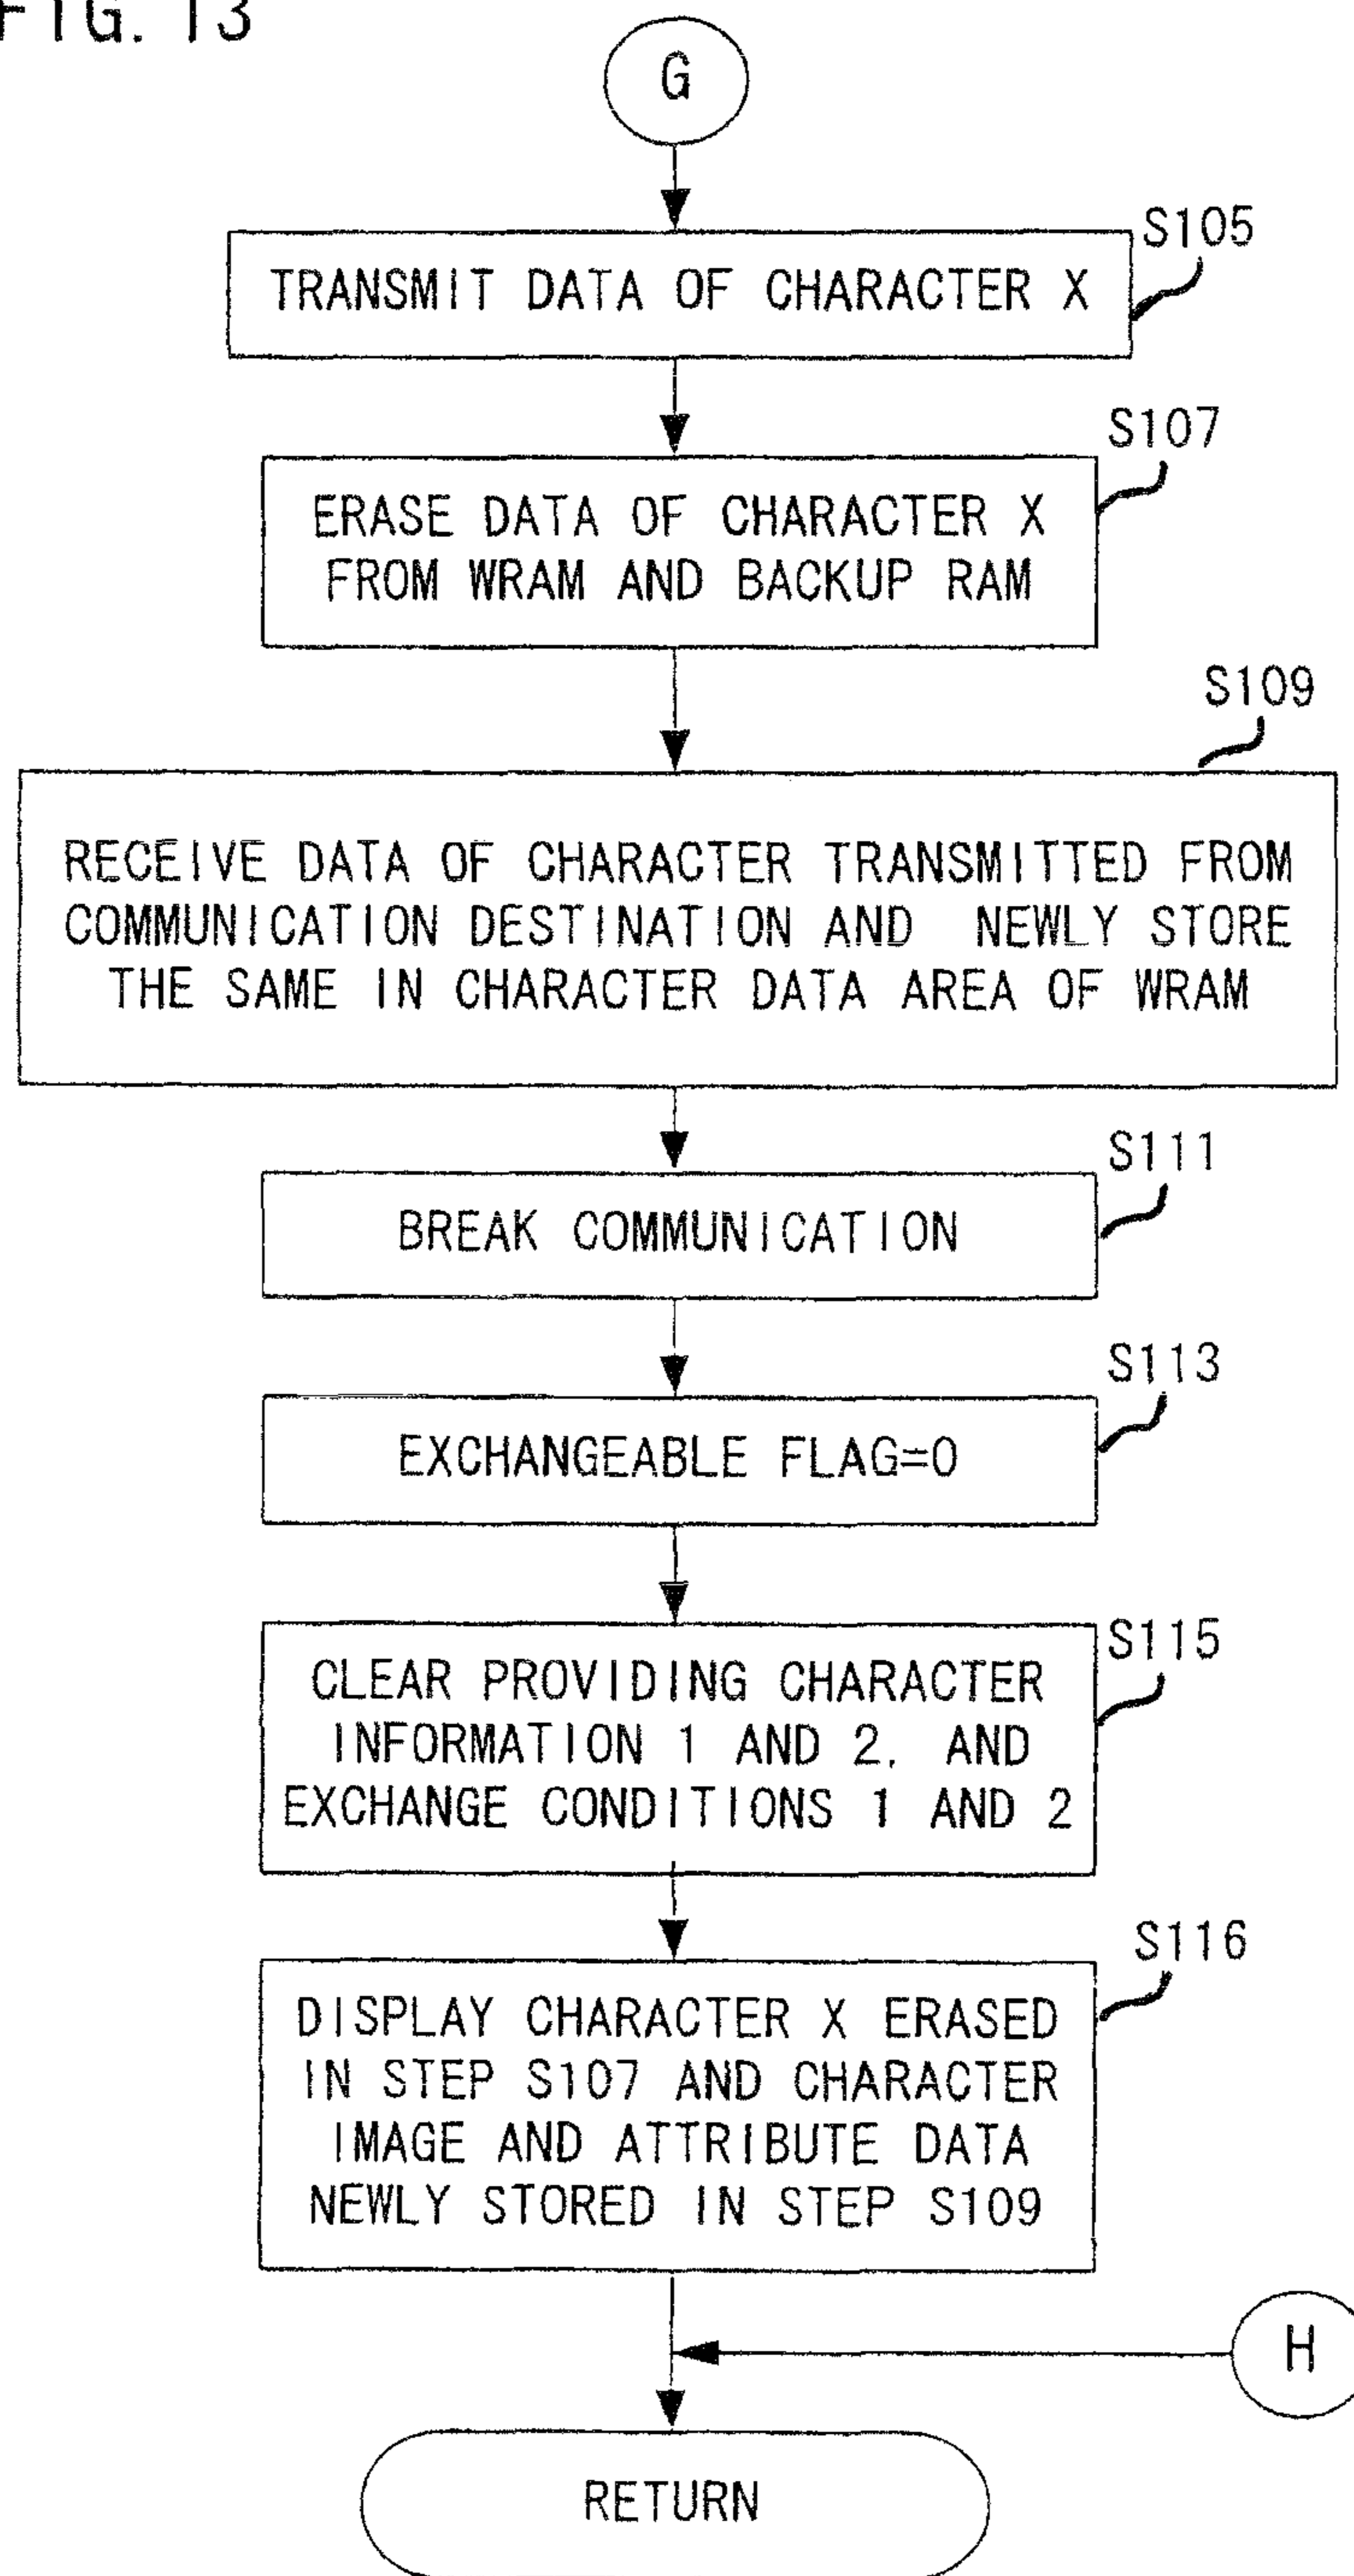 FIG. 13
G
S105
TRANSMIT DATA OF CHARACTER X
S107
ERASE DATA OF CHARACTER X
FROM WRAM AND BACKUP RAM
S109
RECEIVE DATA OF CHARACTER TRANSMITTED FROM
COMMUNICATION DESTINATION AND NEWLY STORE
THE SAME IN CHARACTER DATA AREA OF WRAM
S111
BREAK COMMUNICATION
S113
EXCHANGEABLE FLAG=0
S115
CLEAR PROVIDING CHARACTER
INFORMATION 1 AND 2, AND
EXCHANGE CONDITIONS 1 AND 2
S116
DISPLAY CHARACTER X ERASED
IN STEP S107 AND CHARACTER
IMAGE AND ATTRIBUTE DATA
NEWLY STORED IN STEP S109
H
RETURN